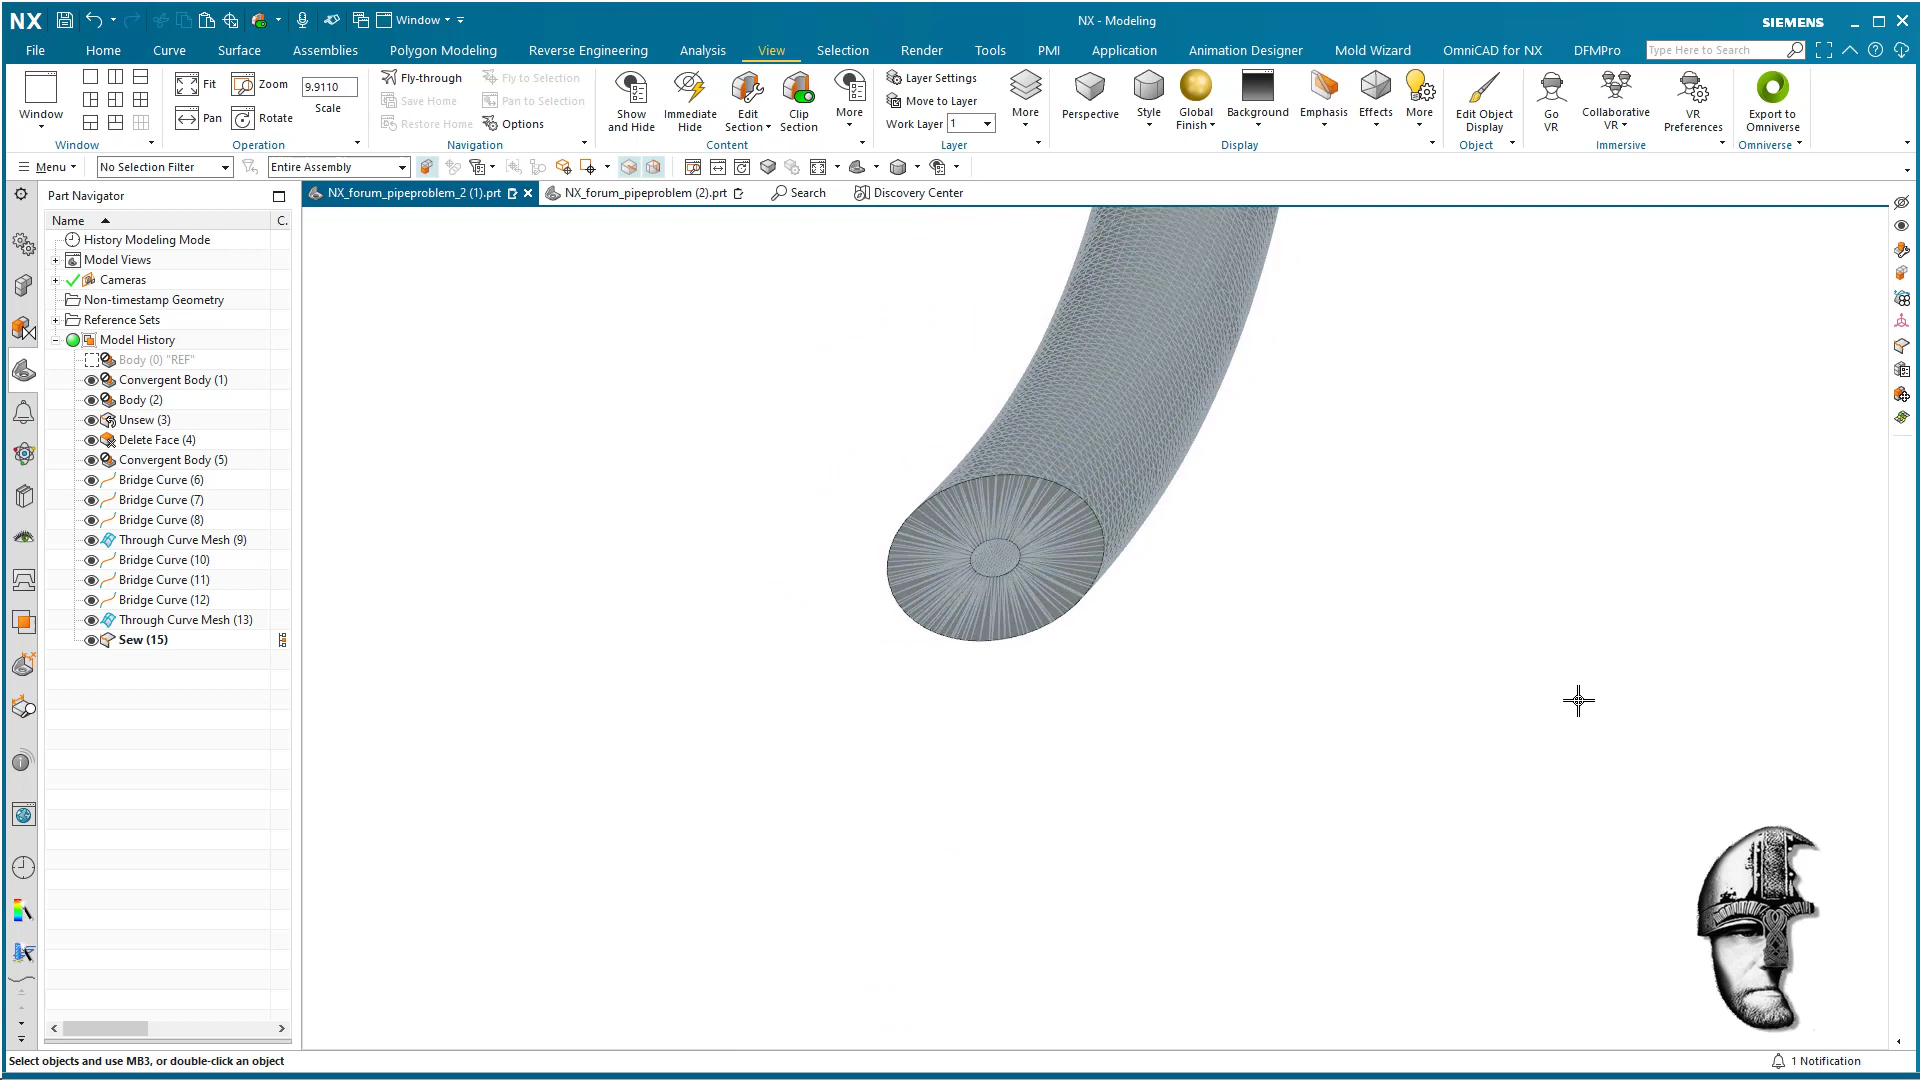 NX
Window
NX - Modeling
SIEMENS
File
Home
Curve
Surface
Assemblies
Polygon Modeling
Reverse Engineering
Analysis
View
Selection
Render
Tools
PMI
Application
Animation Designer
Mold Wizard
OmniCAD for NX
DFMPro
Type Here to Search
Window
Window
Fit
Zoom
9.9110
Scale
Pan
Rotate
Operation
Fly-through
Fly to Selection
Save Home
Pan to Selection
Restore Home
Options
Navigation
Show and Hide
Immediate Hide
Edit Section
Clip Section
More
Content
Layer Settings
Move to Layer
Work Layer 1
More
Layer
Perspective
Style
Global Finish
Background
Emphasis
Effects
More
Display
Edit Object Display
Object
Go VR
Collaborative VR
VR Preferences
Immersive
Export to Omniverse
Omniverse
Menu
No Selection Filter
Entire Assembly
Part Navigator
NX_forum_pipeproblem_2 (1).prt
NX_forum_pipeproblem (2).prt
Search
Discovery Center
Name
C.
History Modeling Mode
Model Views
Cameras
Non-timestamp Geometry
Reference Sets
Model History
Body (0) "REF"
Convergent Body (1)
Body (2)
Unsew (3)
Delete Face (4)
Convergent Body (5)
Bridge Curve (6)
Bridge Curve (7)
Bridge Curve (8)
Through Curve Mesh (9)
Bridge Curve (10)
Bridge Curve (11)
Bridge Curve (12)
Through Curve Mesh (13)
Sew (15)
Select objects and use MB3, or double-click an object
1 Notification